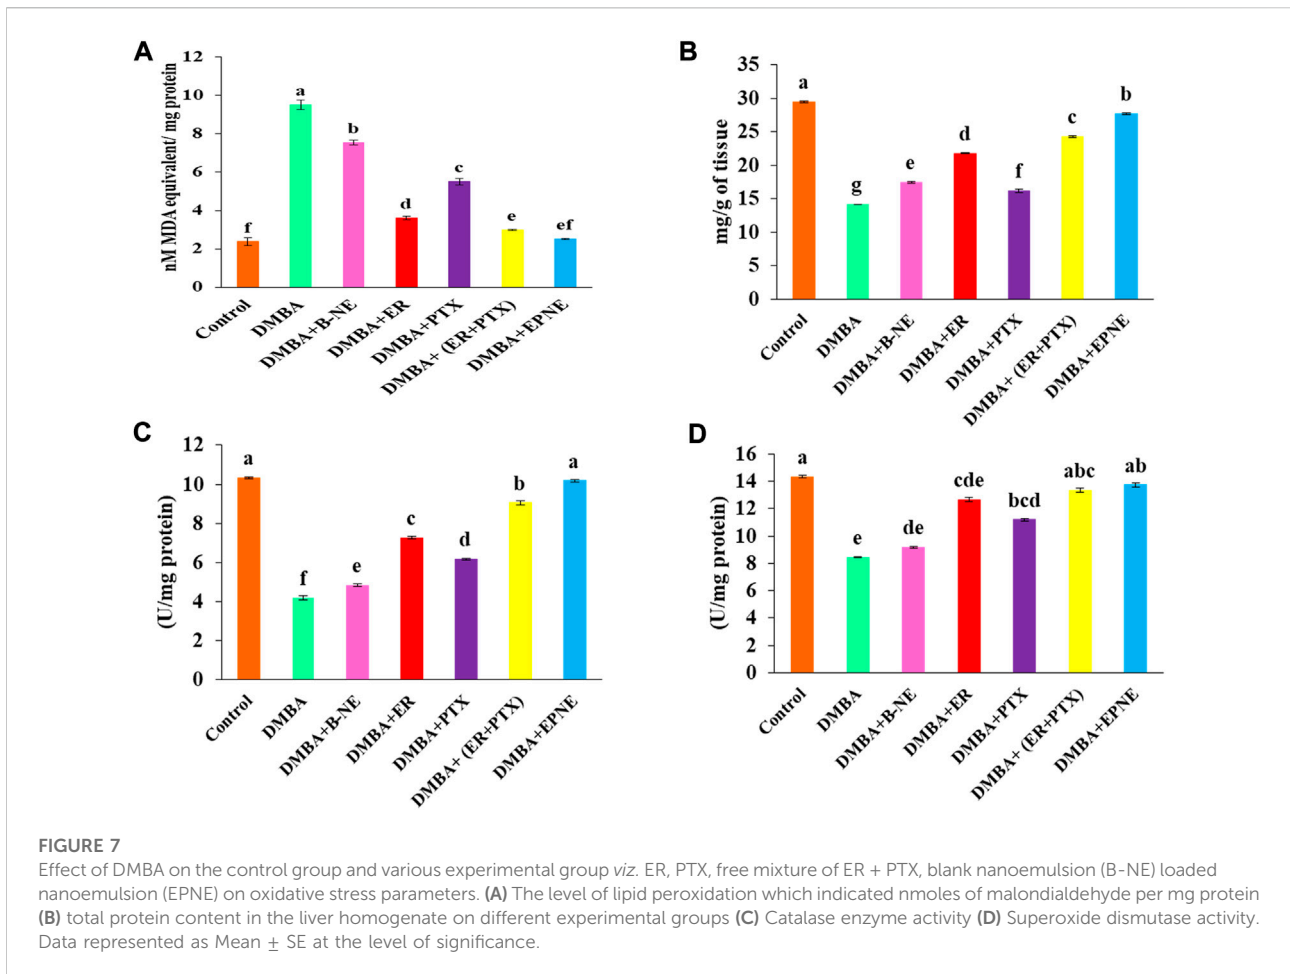 A
nM MDA equivalent/ mg protein
12
10
8
6
4
2
0
f
a
b
d
c
e
ef
Control
DMBA
DMBA+B-NE
DMBA+ER
DMBA+PTX
DMBA+ (ER+PTX)
DMBA+EPNE
B
mg/g of tissue
35
30
25
20
15
10
5
0
a
g
e
d
f
c
b
Control
DMBA
DMBA+B-NE
DMBA+ER
DMBA+PTX
DMBA+ (ER+PTX)
DMBA+EPNE
C
(U/mg protein)
12
10
8
6
4
2
0
a
f
e
c
d
b
a
Control
DMBA
DMBA+B-NE
DMBA+ER
DMBA+PTX
DMBA+ (ER+PTX)
DMBA+EPNE
D
(U/mg protein)
16
14
12
10
8
6
4
2
0
a
e
de
cde
bcd
abc
ab
Control
DMBA
DMBA+B-NE
DMBA+ER
DMBA+PTX
DMBA+ (ER+PTX)
DMBA+EPNE
FIGURE 7
Effect of DMBA on the control group and various experimental group viz. ER, PTX, free mixture of ER + PTX, blank nanoemulsion (B-NE) loaded
nanoemulsion (EPNE) on oxidative stress parameters. (A) The level of lipid peroxidation which indicated nmoles of malondialdehyde per mg protein
(B) total protein content in the liver homogenate on different experimental groups (C) Catalase enzyme activity (D) Superoxide dismutase activity.
Data represented as Mean ± SE at the level of significance.